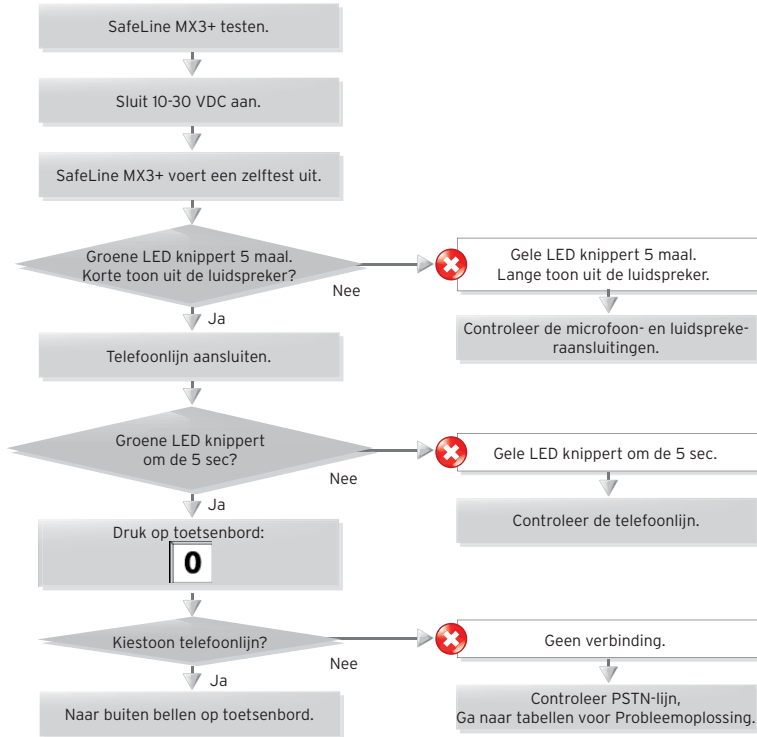 SafeLine MX3+ testen.
Sluit 10-30 VDC aan.
SafeLine MX3+ voert een zelftest uit.
Groene LED knippert 5 maal.
Korte toon uit de luidspreker?
Nee
Gele LED knippert 5 maal.
Lange toon uit de luidspreker.
Ja
Controleer de microfoon- en luidspreke-
raansluitingen.
Telefoonlijn aansluiten.
Groene LED knippert
om de 5 sec?
Nee
Gele LED knippert om de 5 sec.
Ja
Controleer de telefoonlijn.
Druk op toetsenbord:
0
Kiestoon telefoonlijn?
Nee
Geen verbinding.
Ja
Controleer PSTN-lijn,
Ga naar tabellen voor Probleemoplossing.
Naar buiten bellen op toetsenbord.